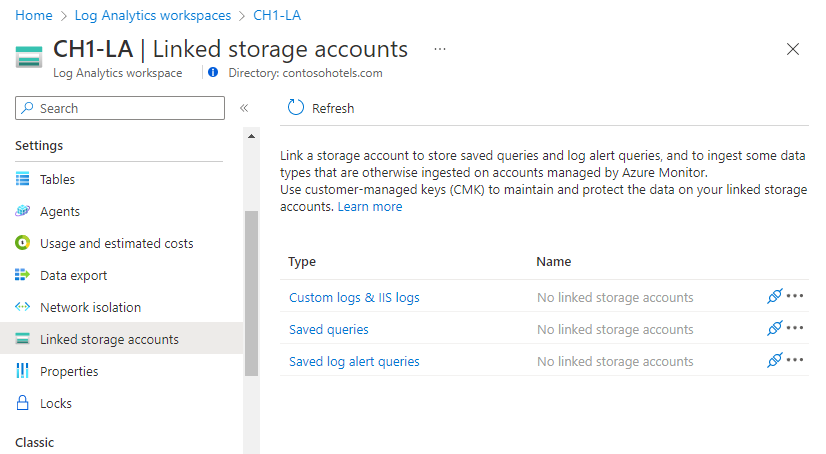 Home > Log Analytics workspaces > CH1-LA
CH1-LA | Linked storage accounts ...
Log Analytics workspace Directory: contosohotels.com
Search «
Refresh
Settings
Tables
Agents
Usage and estimated costs
Data export
Network isolation
Linked storage accounts
Properties
Locks
Classic
Link a storage account to store saved queries and log alert queries, and to ingest some data
types that are otherwise ingested on accounts managed by Azure Monitor.
Use customer-managed keys (CMK) to maintain and protect the data on your linked storage
accounts. Learn more
Type Name
Custom logs & IIS logs No linked storage accounts ...
Saved queries No linked storage accounts ...
Saved log alert queries No linked storage accounts ...